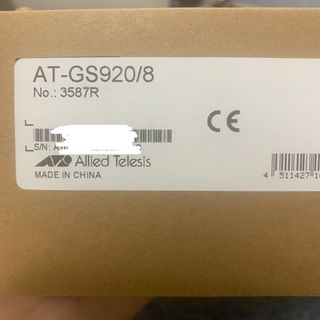 AT-GS920/8
No.: 3587R
CE
S/N:
Allied Telesis
MADE IN CHINA
4 511427